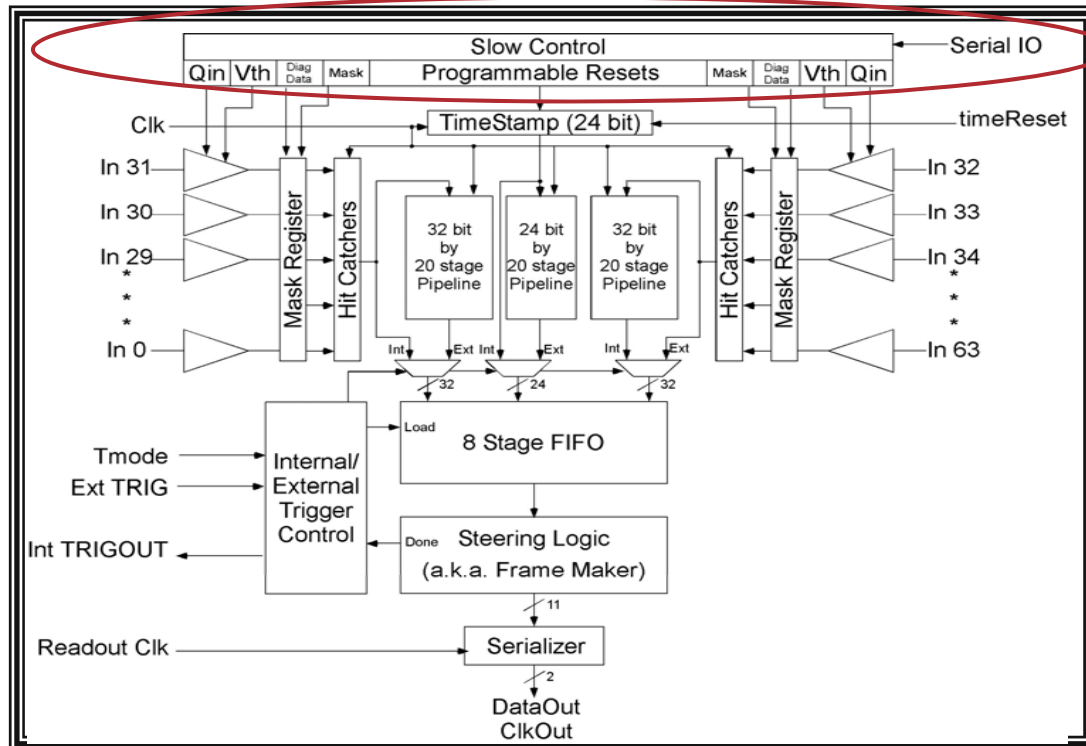 Slow Control
Serial IO
Qin Vth Diag Data Mask Programmable Resets Mask Diag Data Vth Qin
Clk
TimeStamp (24 bit)
timeReset
In 31
In 30
In 29
*
*
*
In 0
Mask Register
Hit Catchers
32 bit
by
20 stage
Pipeline
24 bit
by
20 stage
Pipeline
32 bit
by
20 stage
Pipeline
Hit Catchers
Mask Register
In 32
In 33
In 34
*
*
*
In 63
Int Ext Int Ext Int Ext
32 24 32
Load
8 Stage FIFO
Tmode
Ext TRIG
Int TRIGOUT
Internal/
External
Trigger
Control
Done
Steering Logic
(a.k.a. Frame Maker)
11
Readout Clk
Serializer
2
DataOut
ClkOut